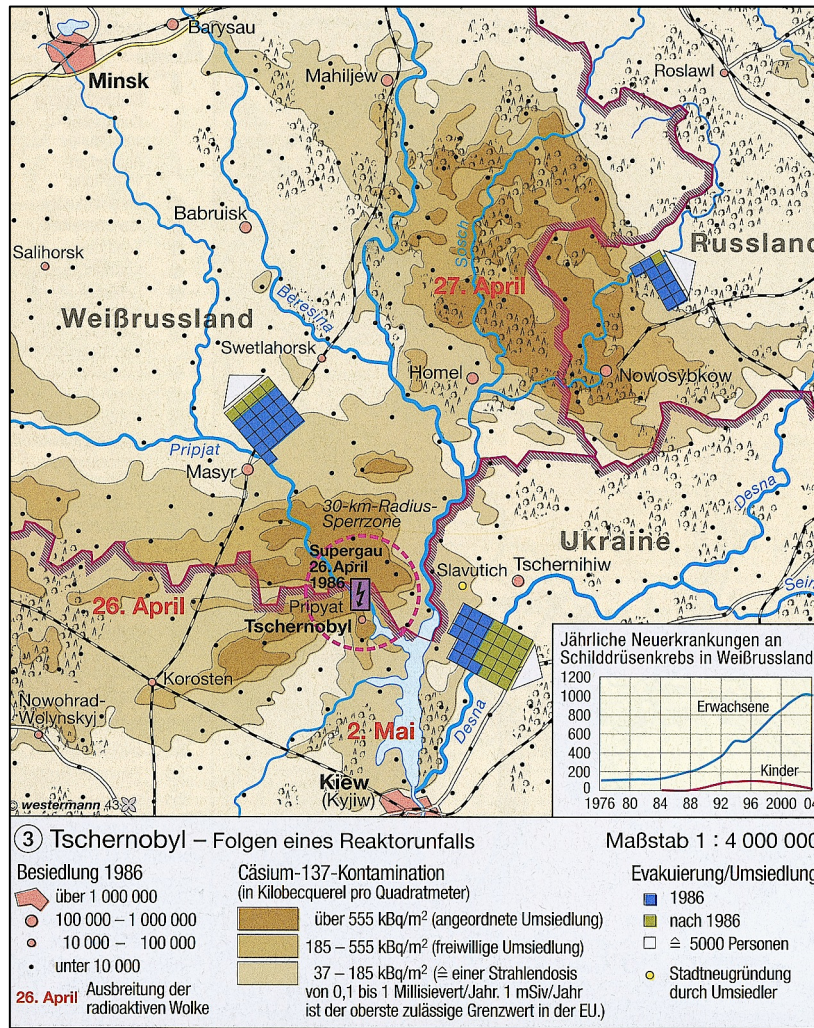 Barysau
Minsk
Mahiljew
Roslawl
Babruisk
Salihorsk
Sosch
Russland
27. April
Weißrussland
Beresina
Swetlahorsk
Homel
Nowosybkow
Pripjat
Masyr
Desna
30-km-Radius-
Sperrzone
Ukraine
Supergau
26. April
1986
Slavutich
Tschernihiw
26. April
Pripyat
Tschernobyl
Seim
Korosten
Nowohrad-
Wolynskyj
2. Mai
Desna
Kiew
(Kyjiw)
© westermann 43
Jährliche Neuerkrankungen an
Schilddrüsenkrebs in Weißrussland
1200
1000
800
600
400
200
0
Erwachsene
Kinder
1976 80 84 88 92 96 2000 04
3 Tschernobyl – Folgen eines Reaktorunfalls
Maßstab 1 : 4 000 000
Besiedlung 1986
über 1 000 000
100 000 – 1 000 000
10 000 – 100 000
unter 10 000
26. April Ausbreitung der
radioaktiven Wolke
Cäsium-137-Kontamination
(in Kilobecquerel pro Quadratmeter)
über 555 kBq/m² (angeordnete Umsiedlung)
185 – 555 kBq/m² (freiwillige Umsiedlung)
37 – 185 kBq/m² (≙ einer Strahlendosis
von 0,1 bis 1 Millisievert/Jahr. 1 mSiv/Jahr
ist der oberste zulässige Grenzwert in der EU.)
Evakuierung/Umsiedlung
1986
nach 1986
≙ 5000 Personen
Stadtneugründung
durch Umsiedler